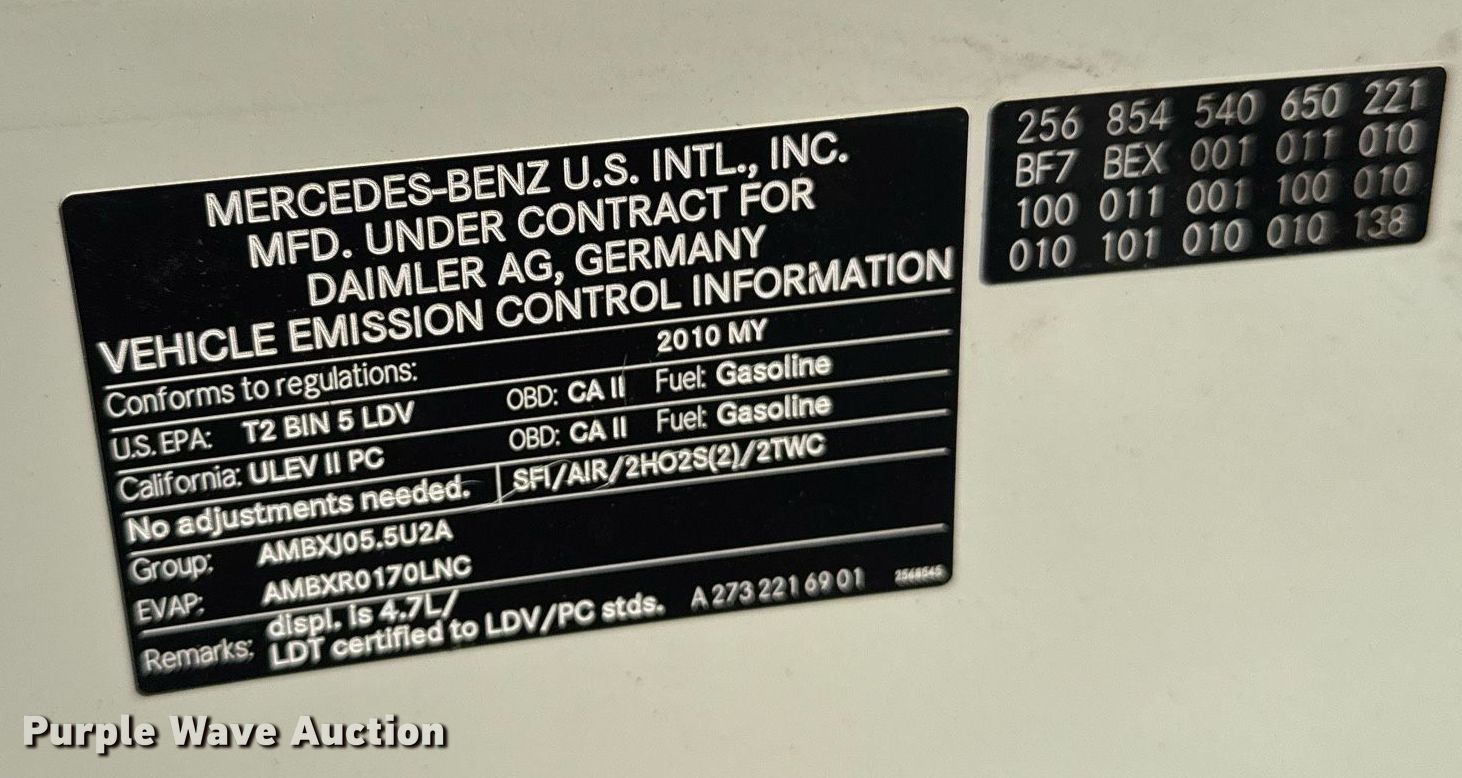 MERCEDES-BENZ U.S. INTL., INC.
MFD. UNDER CONTRACT FOR
DAIMLER AG, GERMANY
VEHICLE EMISSION CONTROL INFORMATION
Conforms to regulations: 2010 MY
U.S. EPA: T2 BIN 5 LDV OBD: CA II Fuel: Gasoline
California: ULEV II PC OBD: CA II Fuel: Gasoline
No adjustments needed. SFI/AIR/2HO2S(2)/2TWC
Group: AMBXJ05.5U2A
EVAP: AMBXR0170LNC
Remarks: displ. is 4.7L/
LDT certified to LDV/PC stds. A 273 221 69 01 2568545
256 854 540 650 221
BF7 BEX 001 011 010
100 011 001 100 010
010 101 010 010 138
Purple Wave Auction